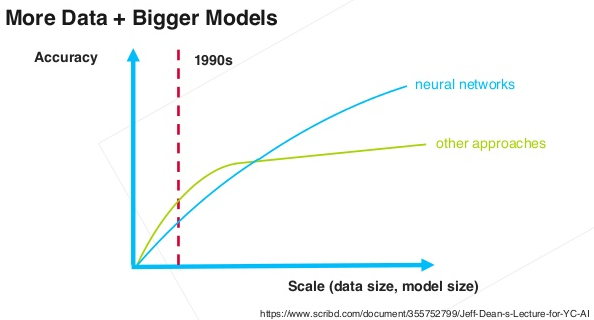 More Data + Bigger Models
Accuracy
1990s
neural networks
other approaches
Scale (data size, model size)
https://www.scribd.com/document/355752799/Jeff-Dean-s-Lecture-for-YC-AI